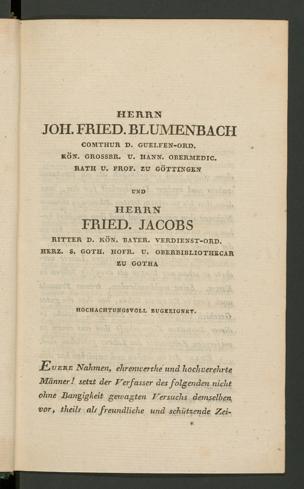 HERRN
JOH. FRIED. BLUMENBACH
COMTHUR D. GUELFEN-ORD.
KÖN. GROSSBR. U. HANN. OBERMEDIC.
RATH U. PROF. ZU GÖTTINGEN
UND
HERRN
FRIED. JACOBS
RITTER D. KÖN. BAYER. VERDIENST-ORD.
HERZ. S. GOTH. HOFR. U. OBERBIBLIOTHECAR
ZU GOTHA
HOCHACHTUNGSVOLL ZUGEEIGNET.
EUERE Nahmen, ehrenwerthe und hochverehrte
Männer! setzt der Verfasser des folgenden nicht
ohne Bangigkeit gewagten Versuchs demselben
vor, theils als freundliche und schützende Zei-
*